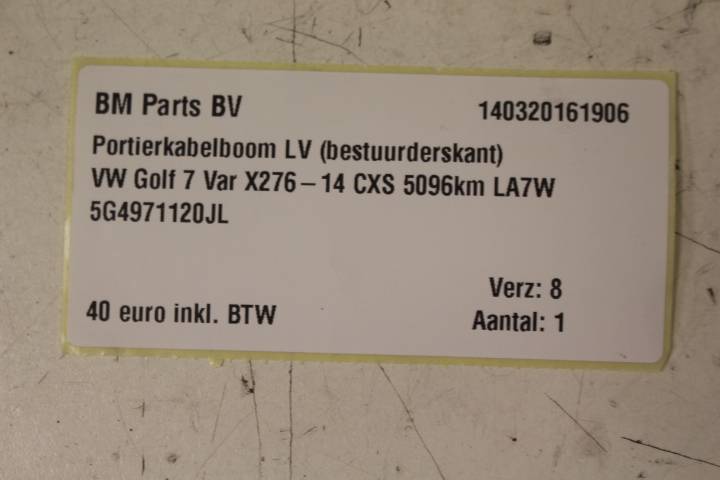 BM Parts BV 140320161906
Portierkabelboom LV (bestuurderskant)
VW Golf 7 Var X276-14 CXS 5096km LA7W
5G4971120JL
Verz: 8
40 euro inkl. BTW Aantal: 1